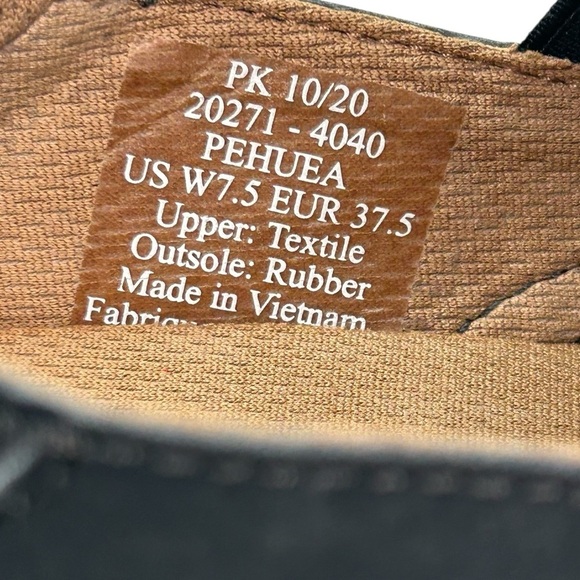 PK 10/20
20271 - 4040
PEHUEA
US W7.5 EUR 37.5
Upper: Textile
Outsole: Rubber
Made in Vietnam